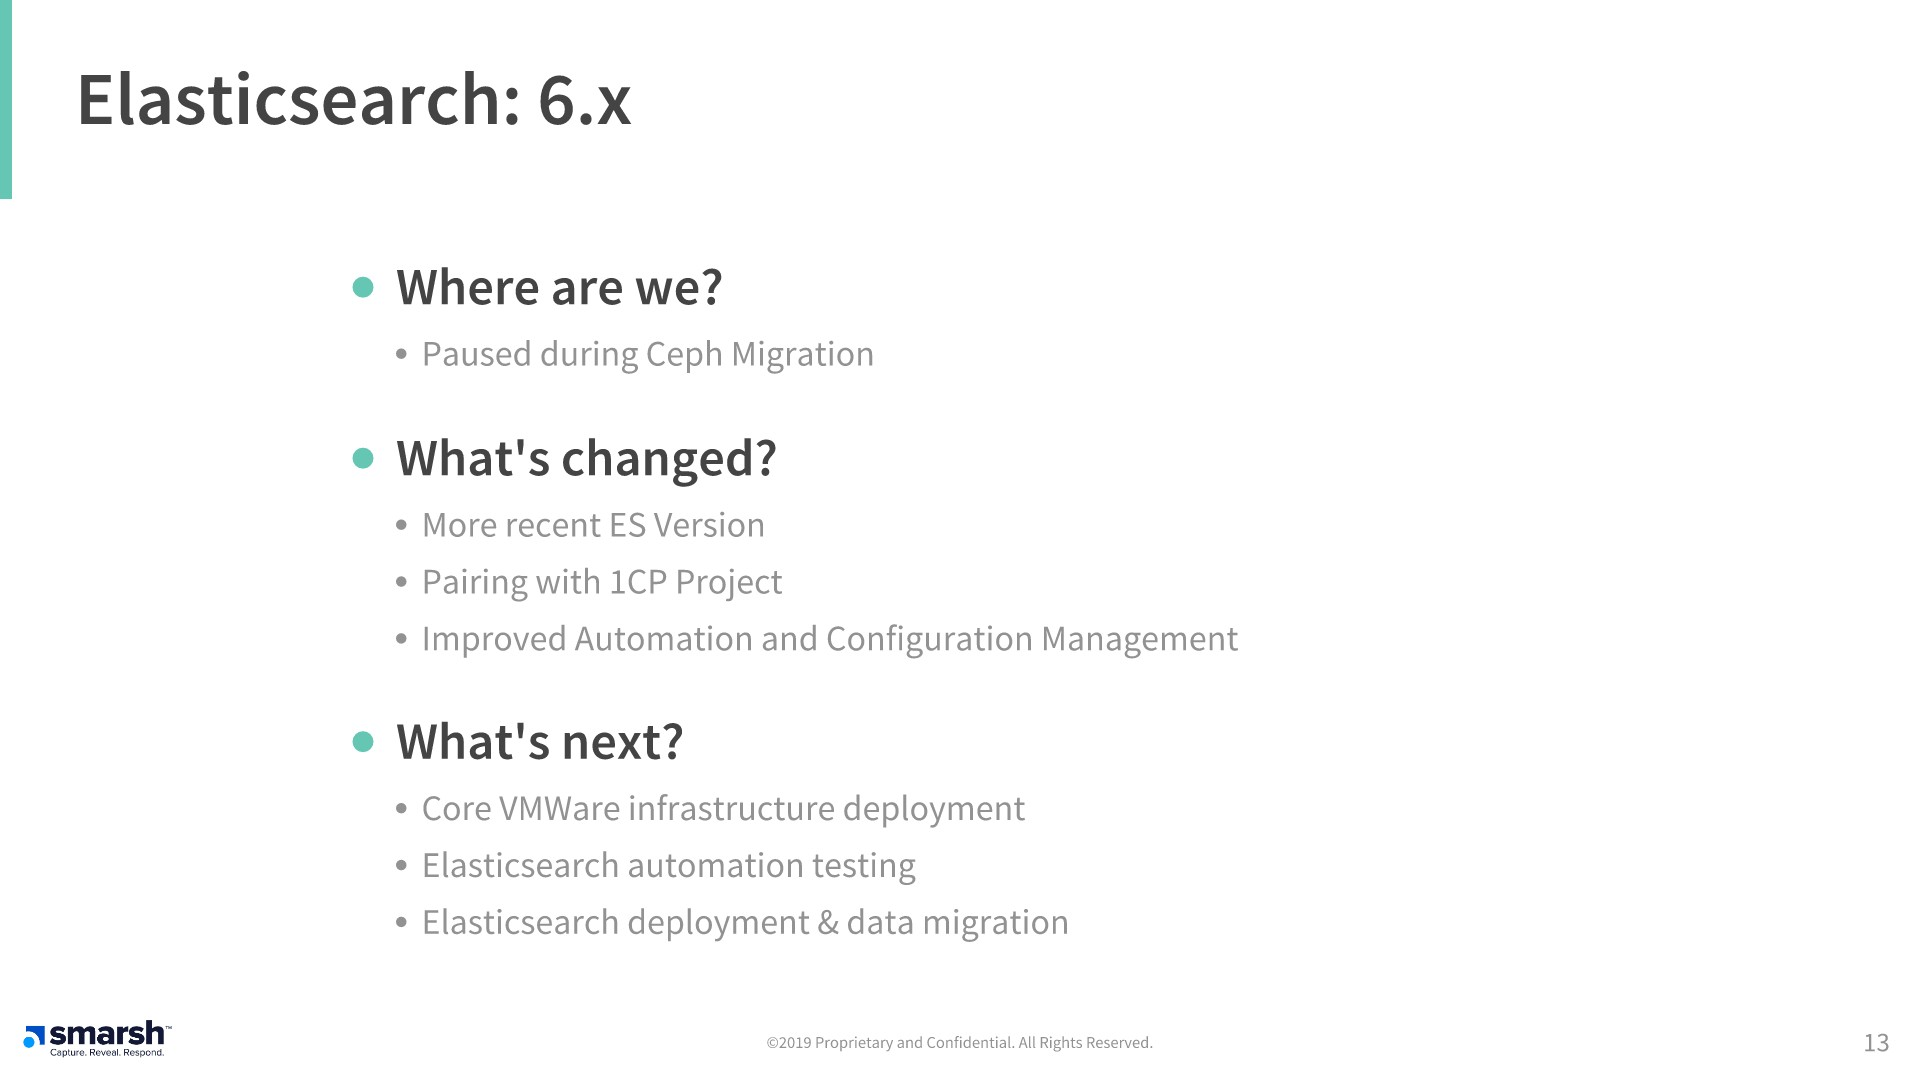 Elasticsearch: 6.x
• Where are we?
• Paused during Ceph Migration
• What's changed?
• More recent ES Version
• Pairing with 1CP Project
• Improved Automation and Configuration Management
• What's next?
• Core VMWare infrastructure deployment
• Elasticsearch automation testing
• Elasticsearch deployment & data migration
smarsh™
Capture. Reveal. Respond.
©2019 Proprietary and Confidential. All Rights Reserved.
13